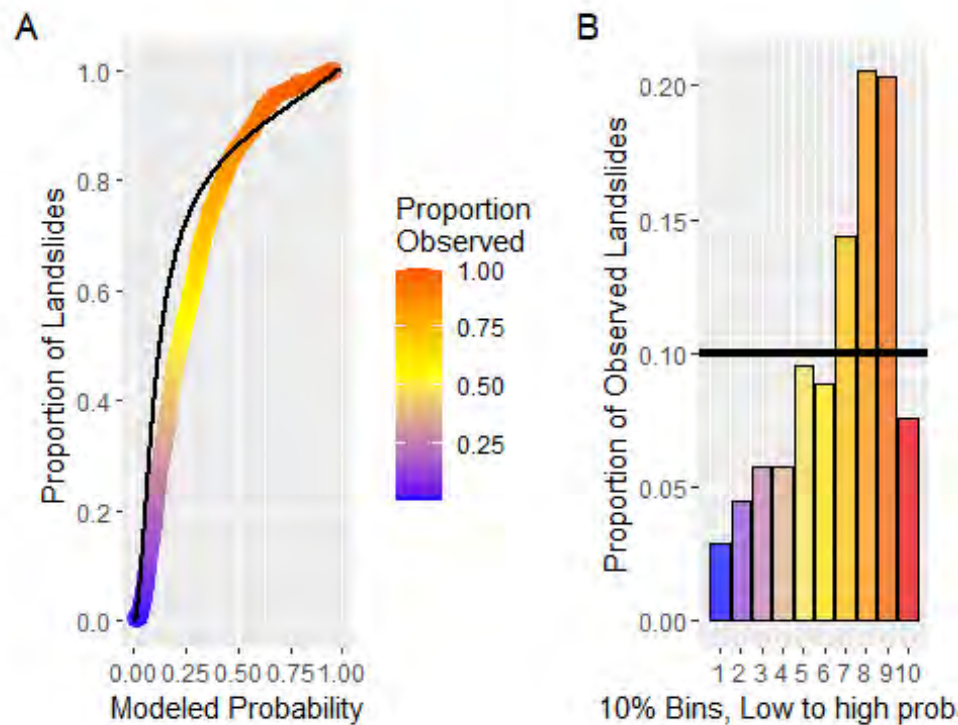 A
Proportion of Landslides
1.0
0.8
0.6
0.4
0.2
0.0
0.00 0.25 0.50 0.75 1.00
Modeled Probability
Proportion
Observed
1.00
0.75
0.50
0.25
B
Proportion of Observed Landslides
0.20
0.15
0.10
0.05
0.00
1 2 3 4 5 6 7 8 9 10
10% Bins, Low to high prob